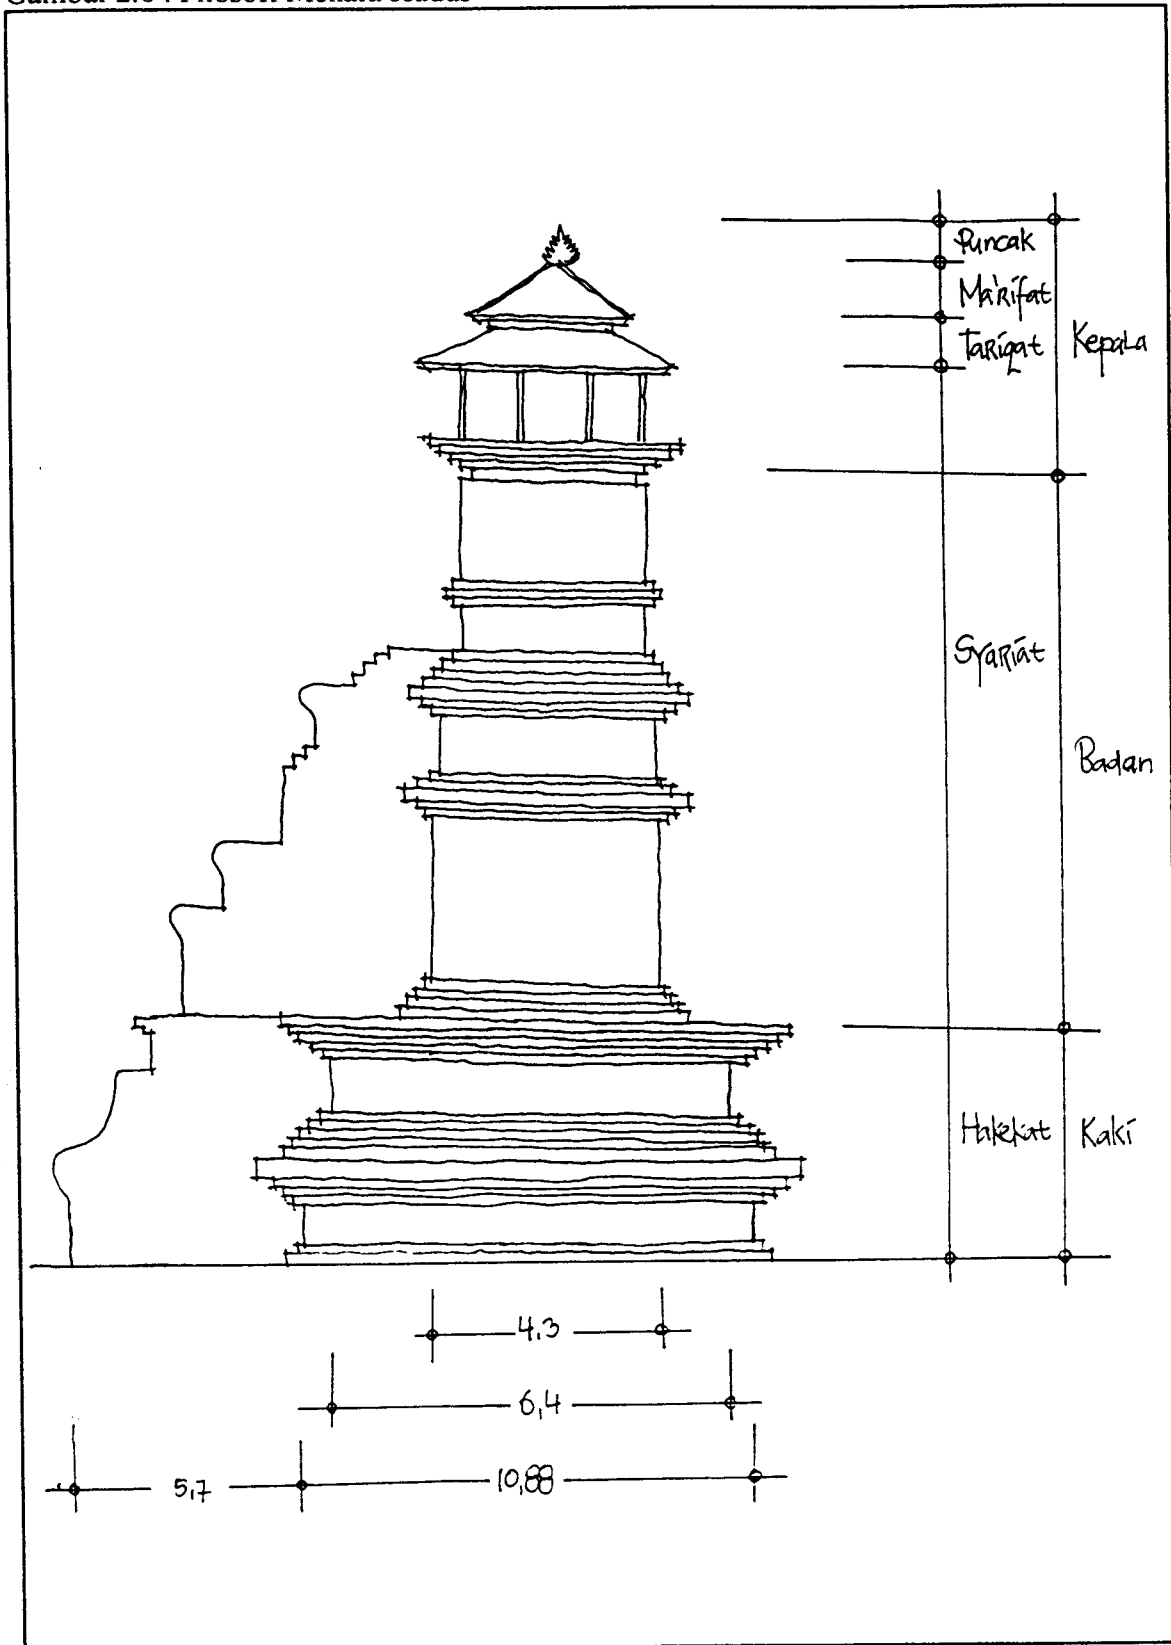 Puncak
Ma'rifat
Tariqat
Kepala
Syariat
Badan
Hakekat
Kaki
4,3
6,4
5,7
10,88